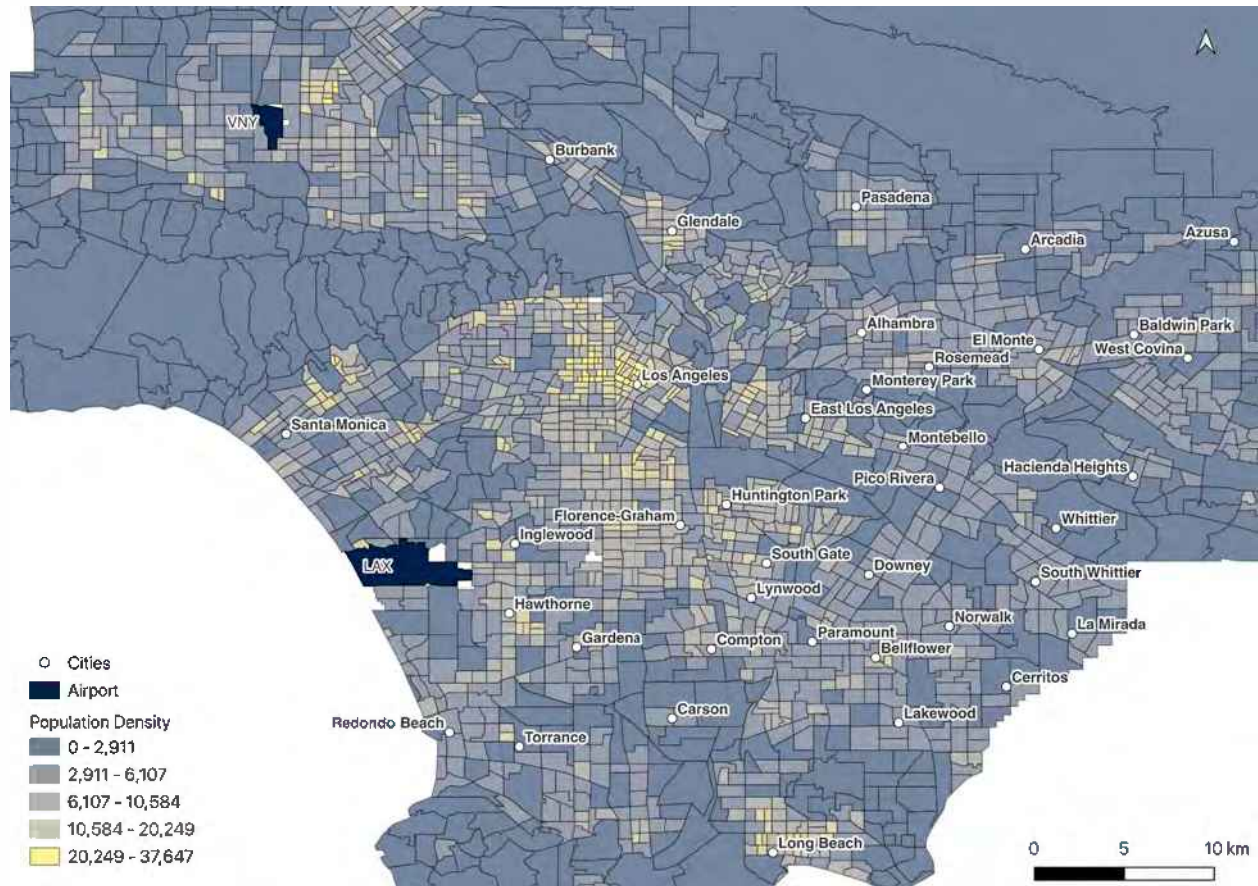 VNY
Burbank
Glendale
Pasadena
Arcadia
Azusa
Alhambra
El Monte
Baldwin Park
West Covina
Rosemead
Los Angeles
Monterey Park
East Los Angeles
Santa Monica
Montebello
Pico Rivera
Hacienda Heights
Huntington Park
Florence-Graham
Whittier
Inglewood
LAX
South Gate
Downey
South Whittier
Lynwood
Hawthorne
Norwalk
La Mirada
Gardena
Compton
Paramount
Bellflower
Cerritos
Redondo Beach
Carson
Lakewood
Torrance
Long Beach
Cities
Airport
Population Density
0 - 2,911
2,911 - 6,107
6,107 - 10,584
10,584 - 20,249
20,249 - 37,647
0 5 10 km